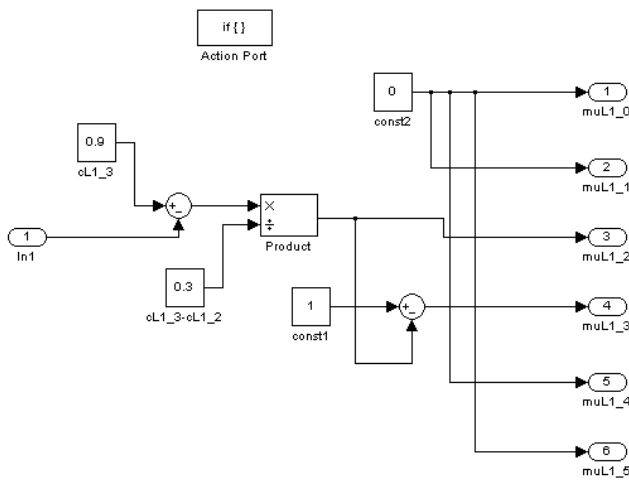 if { }
Action Port
0
const2
1
muL1_0
0.9
cL1_3
2
muL1_1
+
-
×
÷
Product
1
In1
3
muL1_2
0.3
cL1_3-cL1_2
1
const1
+
-
4
muL1_3
5
muL1_4
6
muL1_5